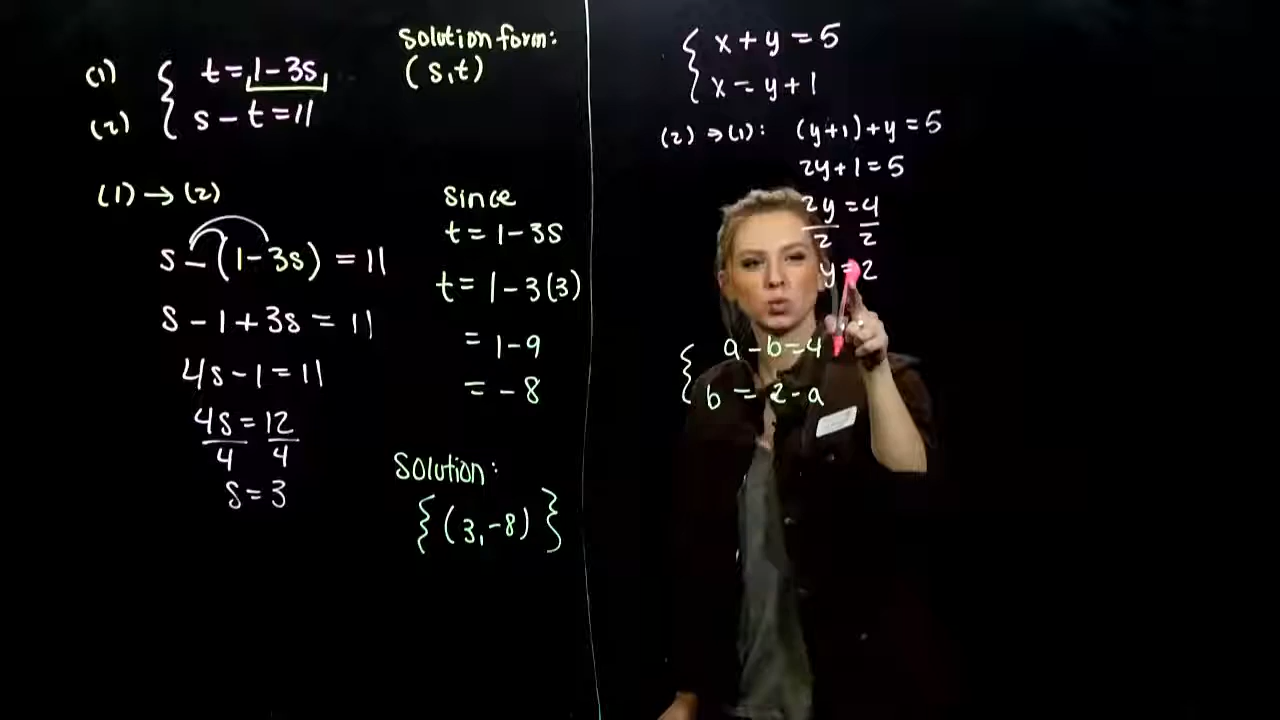 (1) t = 1 - 3s
(2) s - t = 11
Solution form:
(s,t)
(1) → (2)
s - (1 - 3s) = 11
s - 1 + 3s = 11
4s - 1 = 11
4s = 12
4 4
s = 3
since
t = 1 - 3s
t = 1 - 3(3)
= 1 - 9
= - 8
Solution:
{(3, -8)}
x + y = 5
x = y + 1
(2) → (1): (y+1) + y = 5
2y + 1 = 5
2y = 4
2 2
y = 2
a - b = 4
b = 2 - a